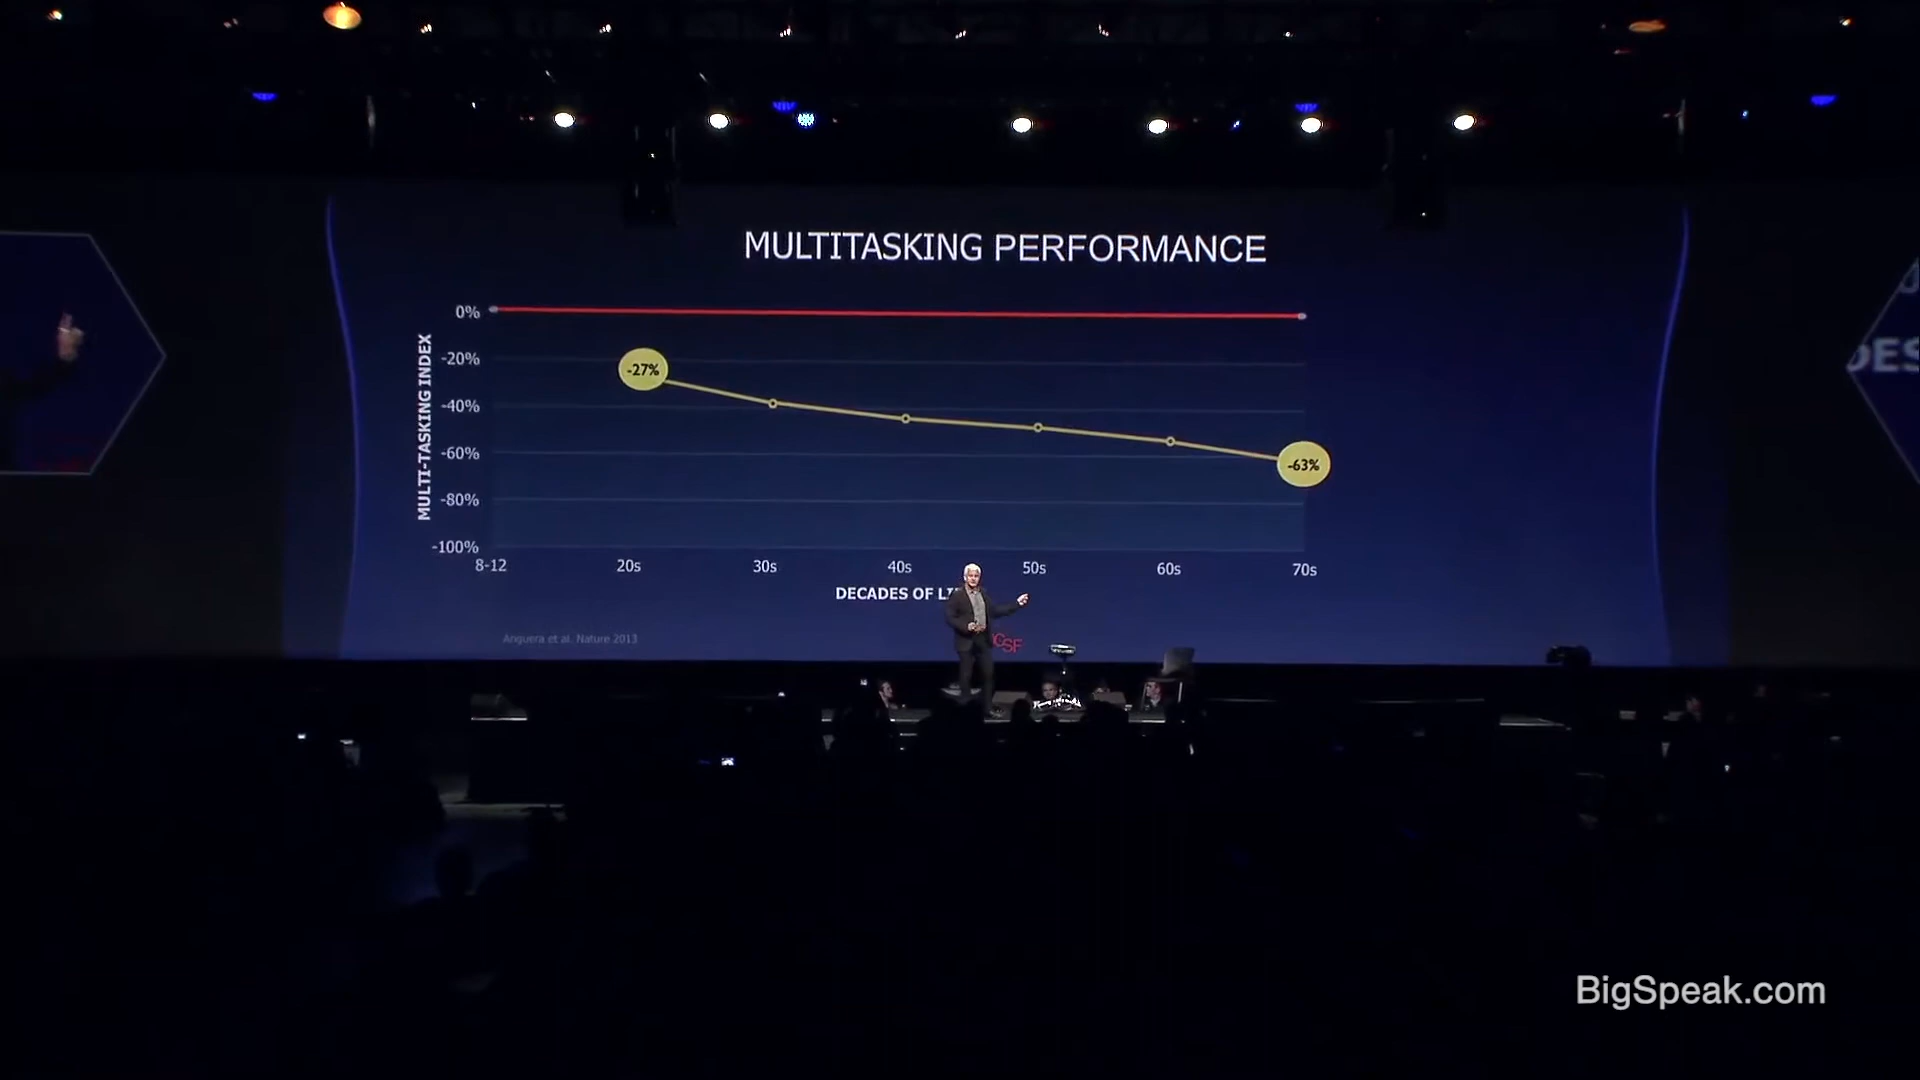 MULTITASKING PERFORMANCE
MULTI-TASKING INDEX
0%
-20%
-40%
-60%
-80%
-100%
-27%
-63%
8-12 20s 30s 40s 50s 60s 70s
DECADES OF
Anguera et al. Nature 2013
BigSpeak.com